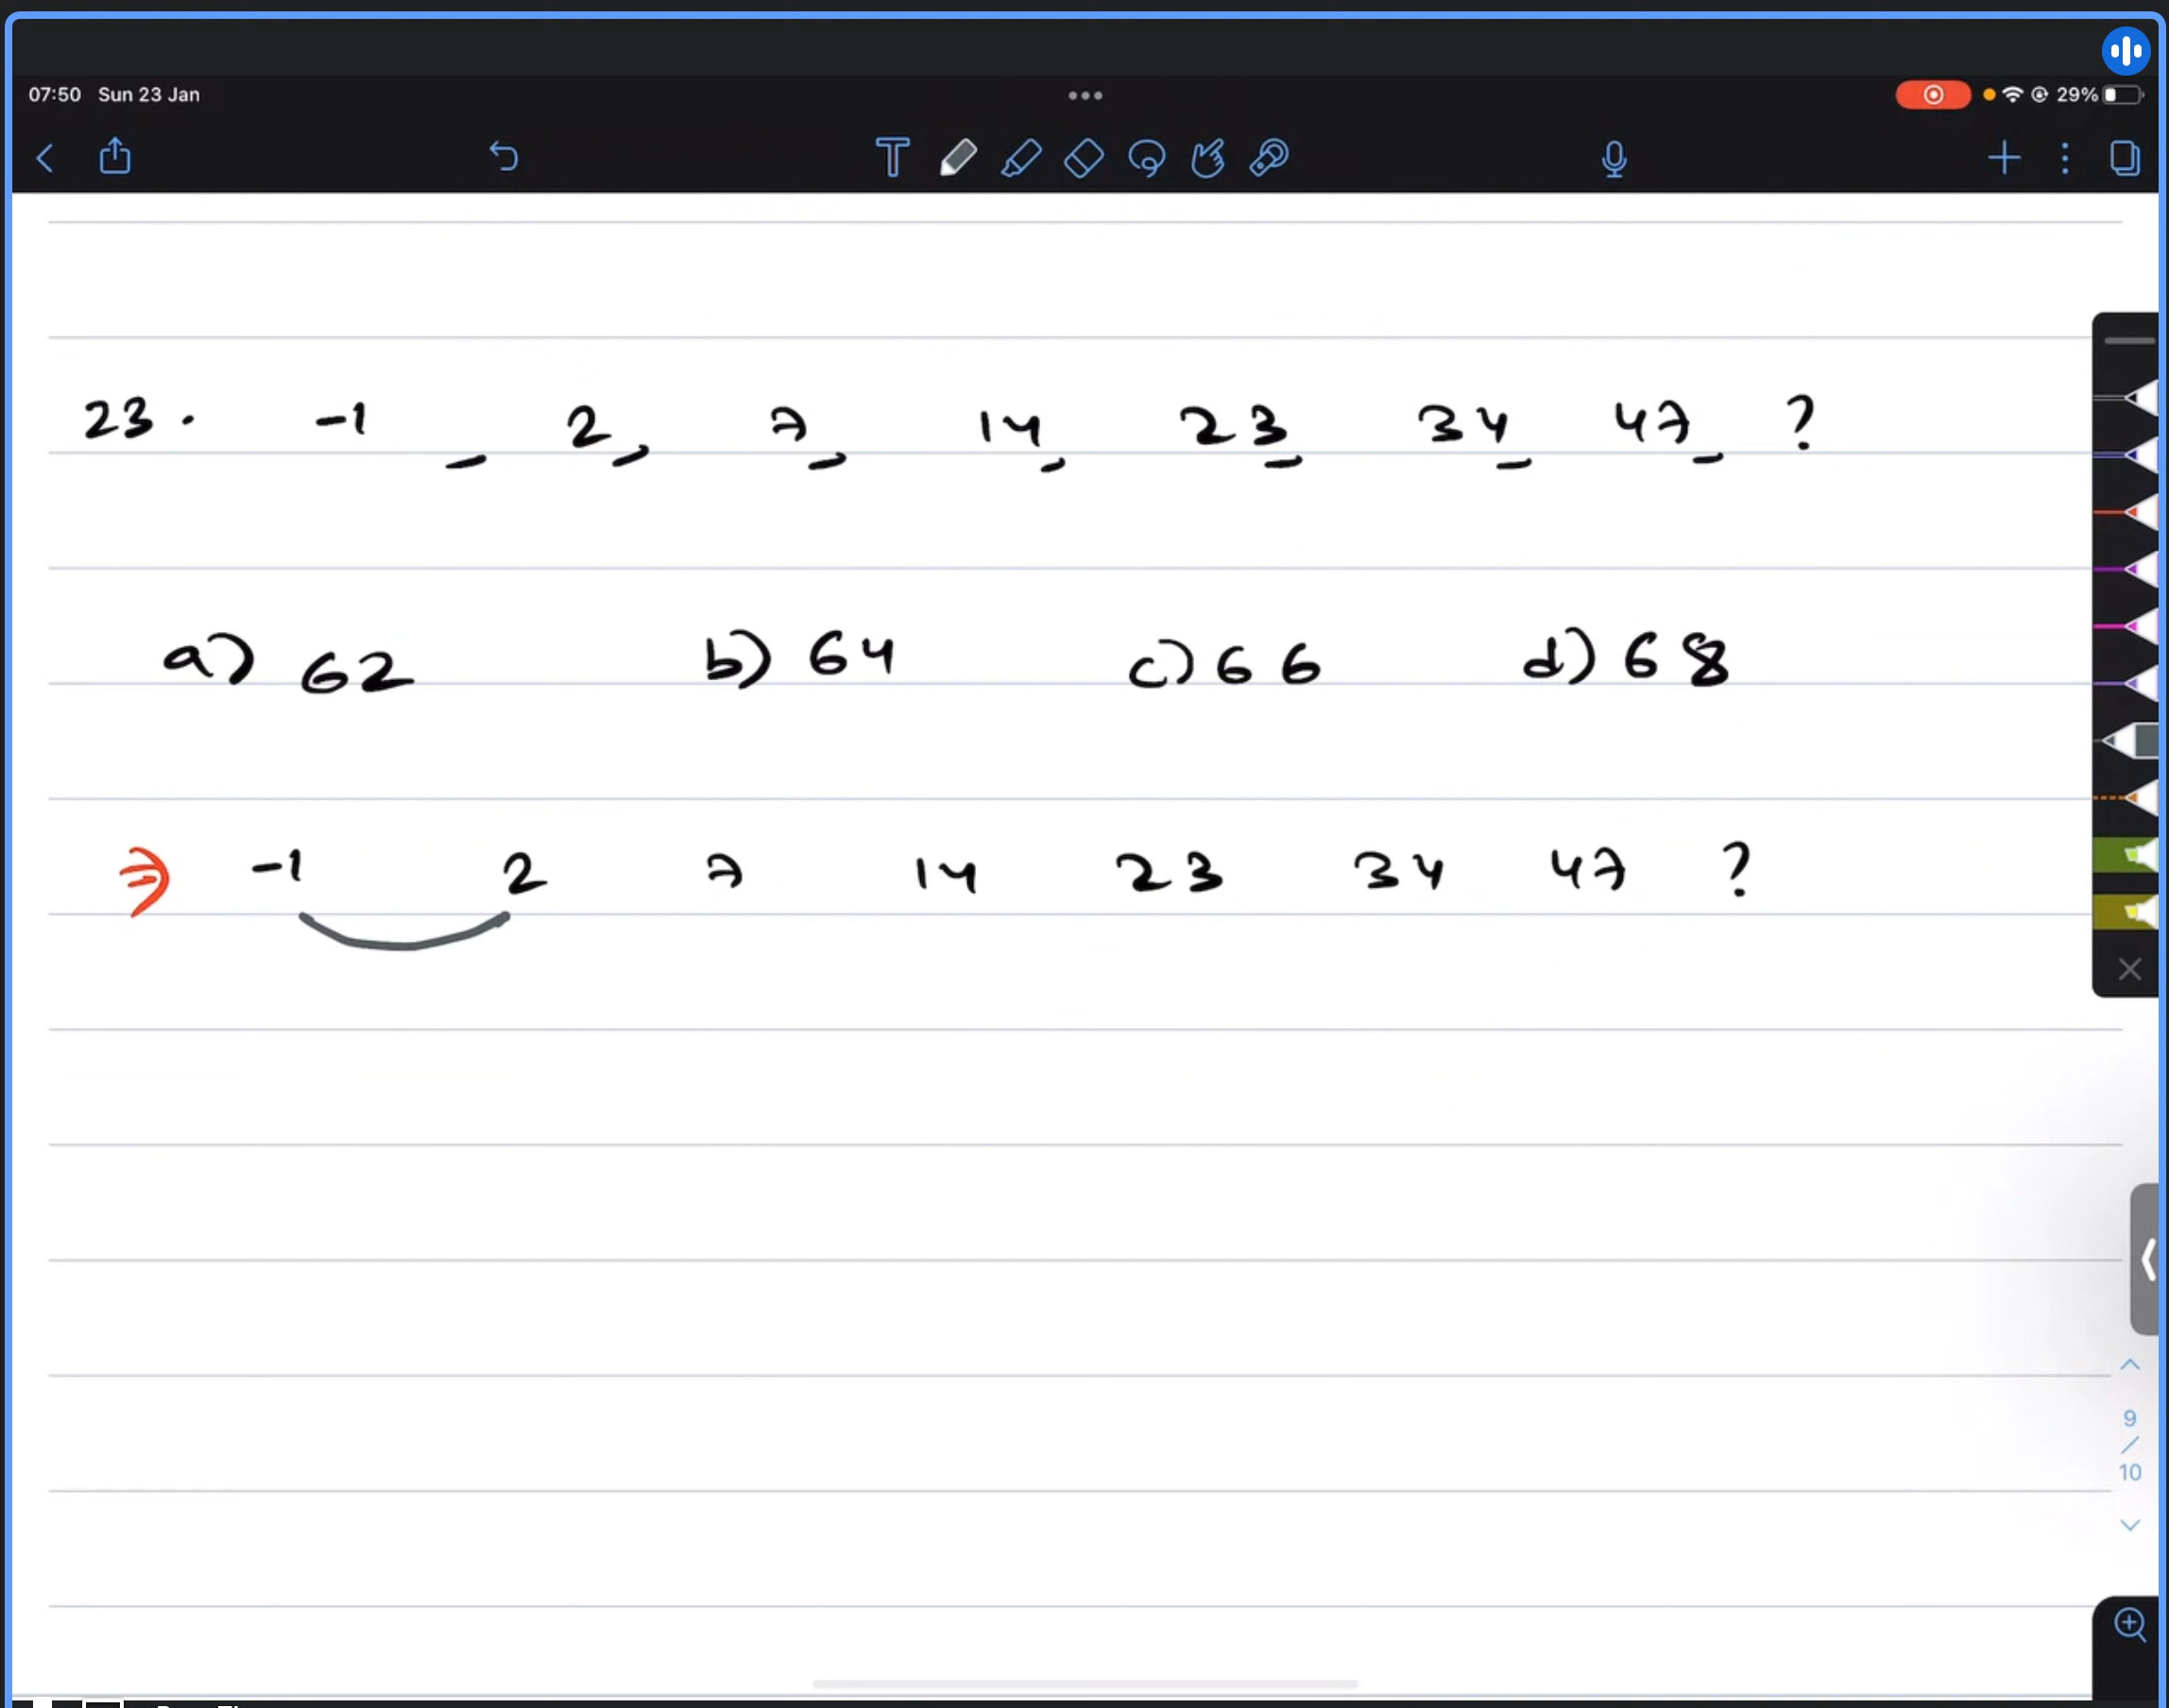 07:50 Sun 23 Jan
29%
T
23. -1 _ 2, 7, 14, 23, 34, 47, ?
a) 62 b) 64 c) 66 d) 68
⇒ -1 2 7 14 23 34 47 ?
9
/
10